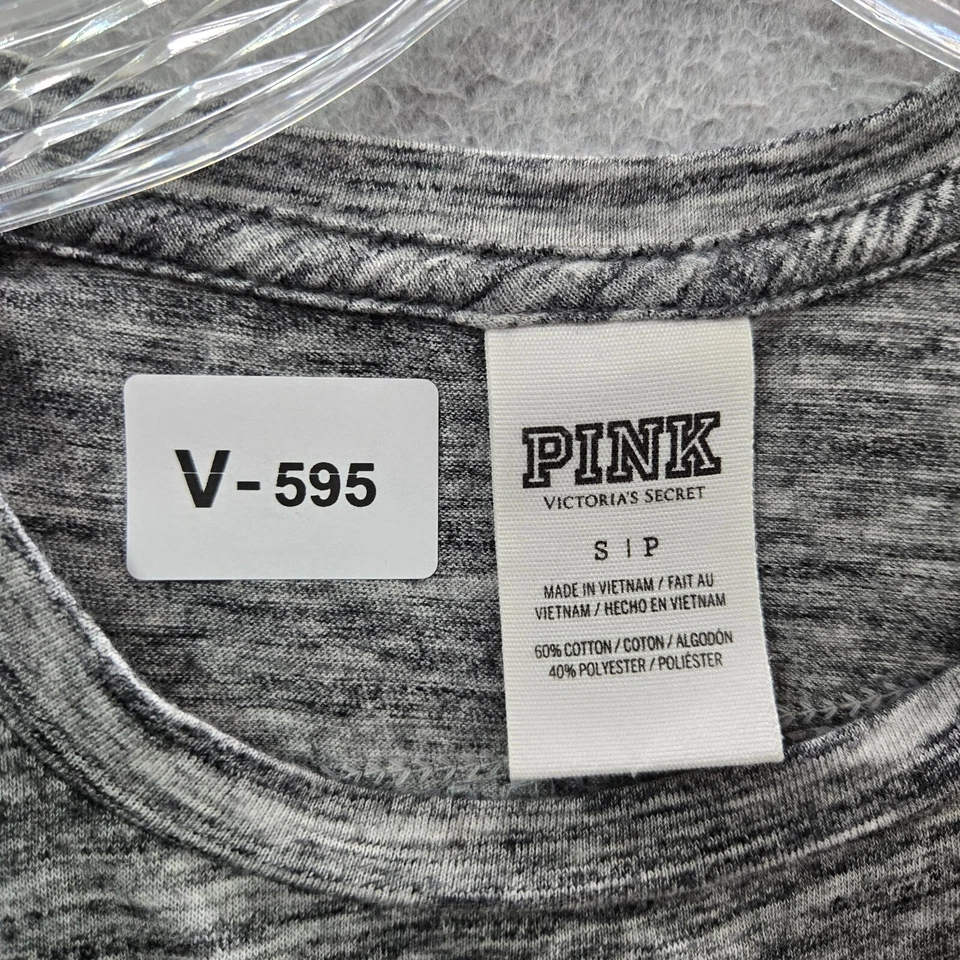 V- 595
PINK
VICTORIA'S SECRET
S | P
MADE IN VIETNAM / FAIT AU
VIETNAM / HECHO EN VIETNAM
60% COTTON / COTON / ALGODÓN
40% POLYESTER / POLIÉSTER